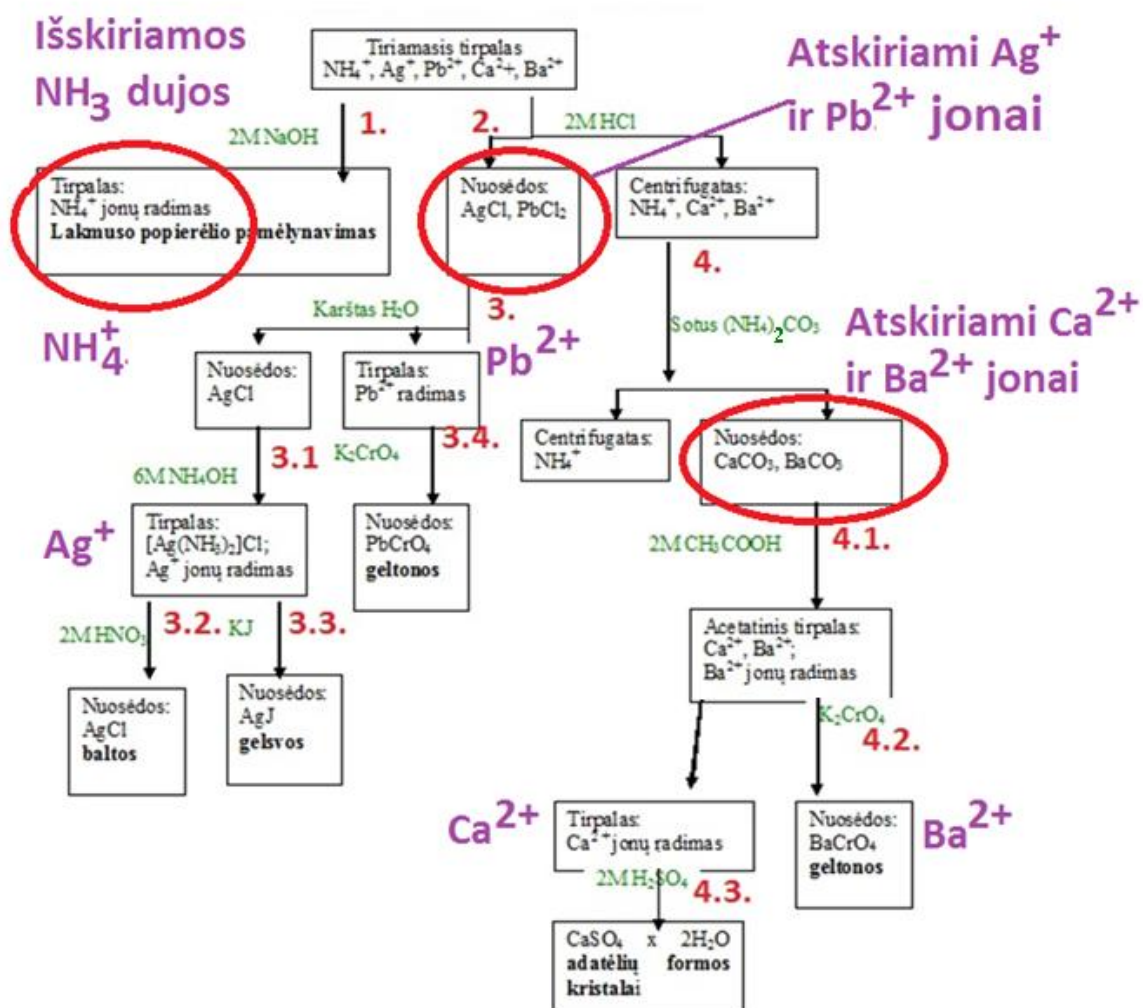 Išskiriamos
NH3 dujos
Tiriamasis tirpalas
NH₄⁺, Ag⁺, Pb²⁺, Ca²+, Ba²⁺
Atskiriami Ag⁺
ir Pb²⁺ jonai
2M NaOH
1.
2.
2M HCl
Tirpalas:
NH₄⁺ jonų radimas
Lakmuso popierėlio pamėlynavimas
Nuosėdos:
AgCl, PbCl₂
Centrifugatas:
NH₄⁺, Ca²⁺, Ba²⁺
4.
Karštas H₂O
3.
Sotus (NH₄)₂CO₃
Atskiriami Ca²⁺
ir Ba²⁺ jonai
NH₄⁺
Nuosėdos:
AgCl
Tirpalas:
Pb²⁺ radimas
Pb²⁺
Centrifugatas:
NH₄⁺
Nuosėdos:
CaCO₃, BaCO₃
3.1
K₂CrO₄
3.4.
6M NH₄OH
2M CH₃COOH
4.1.
Ag⁺
Tirpalas:
[Ag(NH₃)₂]Cl;
Ag⁺ jonų radimas
Nuosėdos:
PbCrO₄
geltonos
2M HNO₃
3.2.
KJ
3.3.
Acetatinis tirpalas:
Ca²⁺, Ba²⁺;
Ba²⁺ jonų radimas
Nuosėdos:
AgCl
baltos
Nuosėdos:
AgJ
gelsvos
K₂CrO₄
4.2.
Ca²⁺
Tirpalas:
Ca²⁺ jonų radimas
Nuosėdos:
BaCrO₄
geltonos
Ba²⁺
2M H₂SO₄
4.3.
CaSO₄ x 2H₂O
adatėlių formos
kristalai